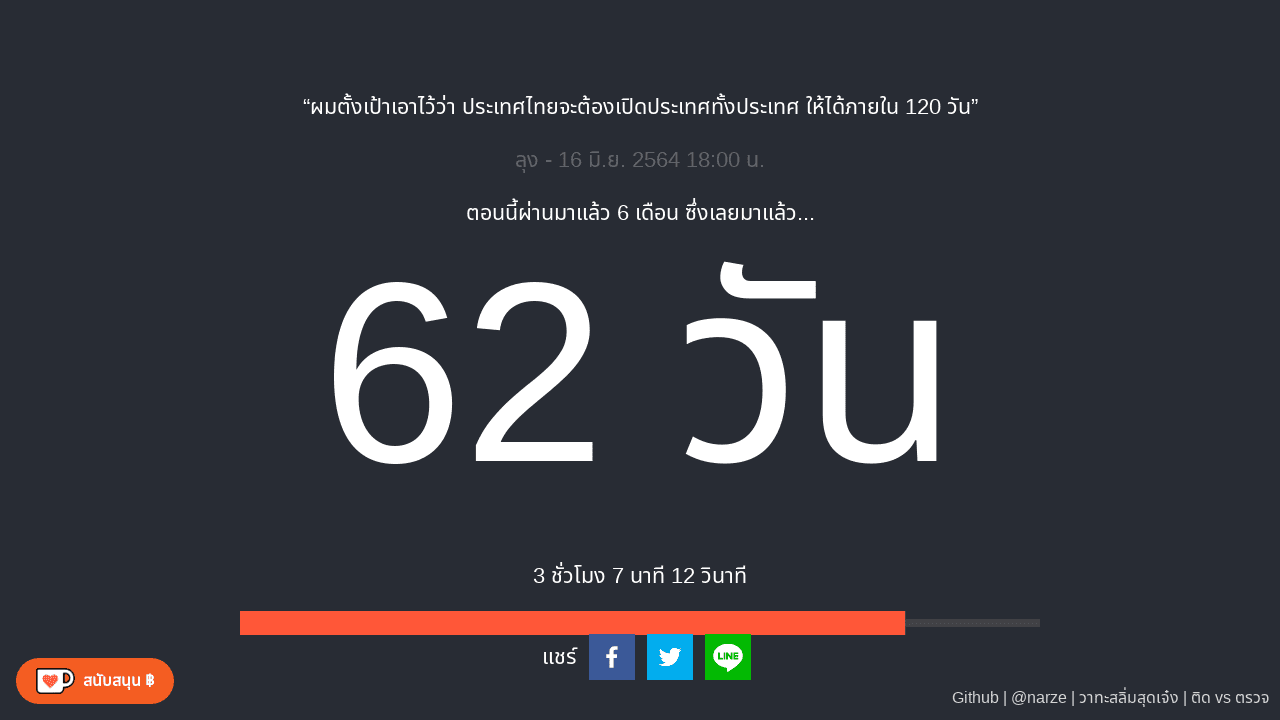 “ผมตั้งเป้าเอาไว้ว่า ประเทศไทยจะต้องเปิดประเทศทั้งประเทศ ให้ได้ภายใน 120 วัน”
ลุง - 16 มิ.ย. 2564 18:00 น.
ตอนนี้ผ่านมาแล้ว 6 เดือน ซึ่งเลยมาแล้ว...
62 วัน
3 ชั่วโมง 7 นาที 12 วินาที
แชร์
LINE
สนับสนุน ฿
Github | @narze | วาทะสลิ่มสุดเจ๋ง | ติด vs ตรวจ